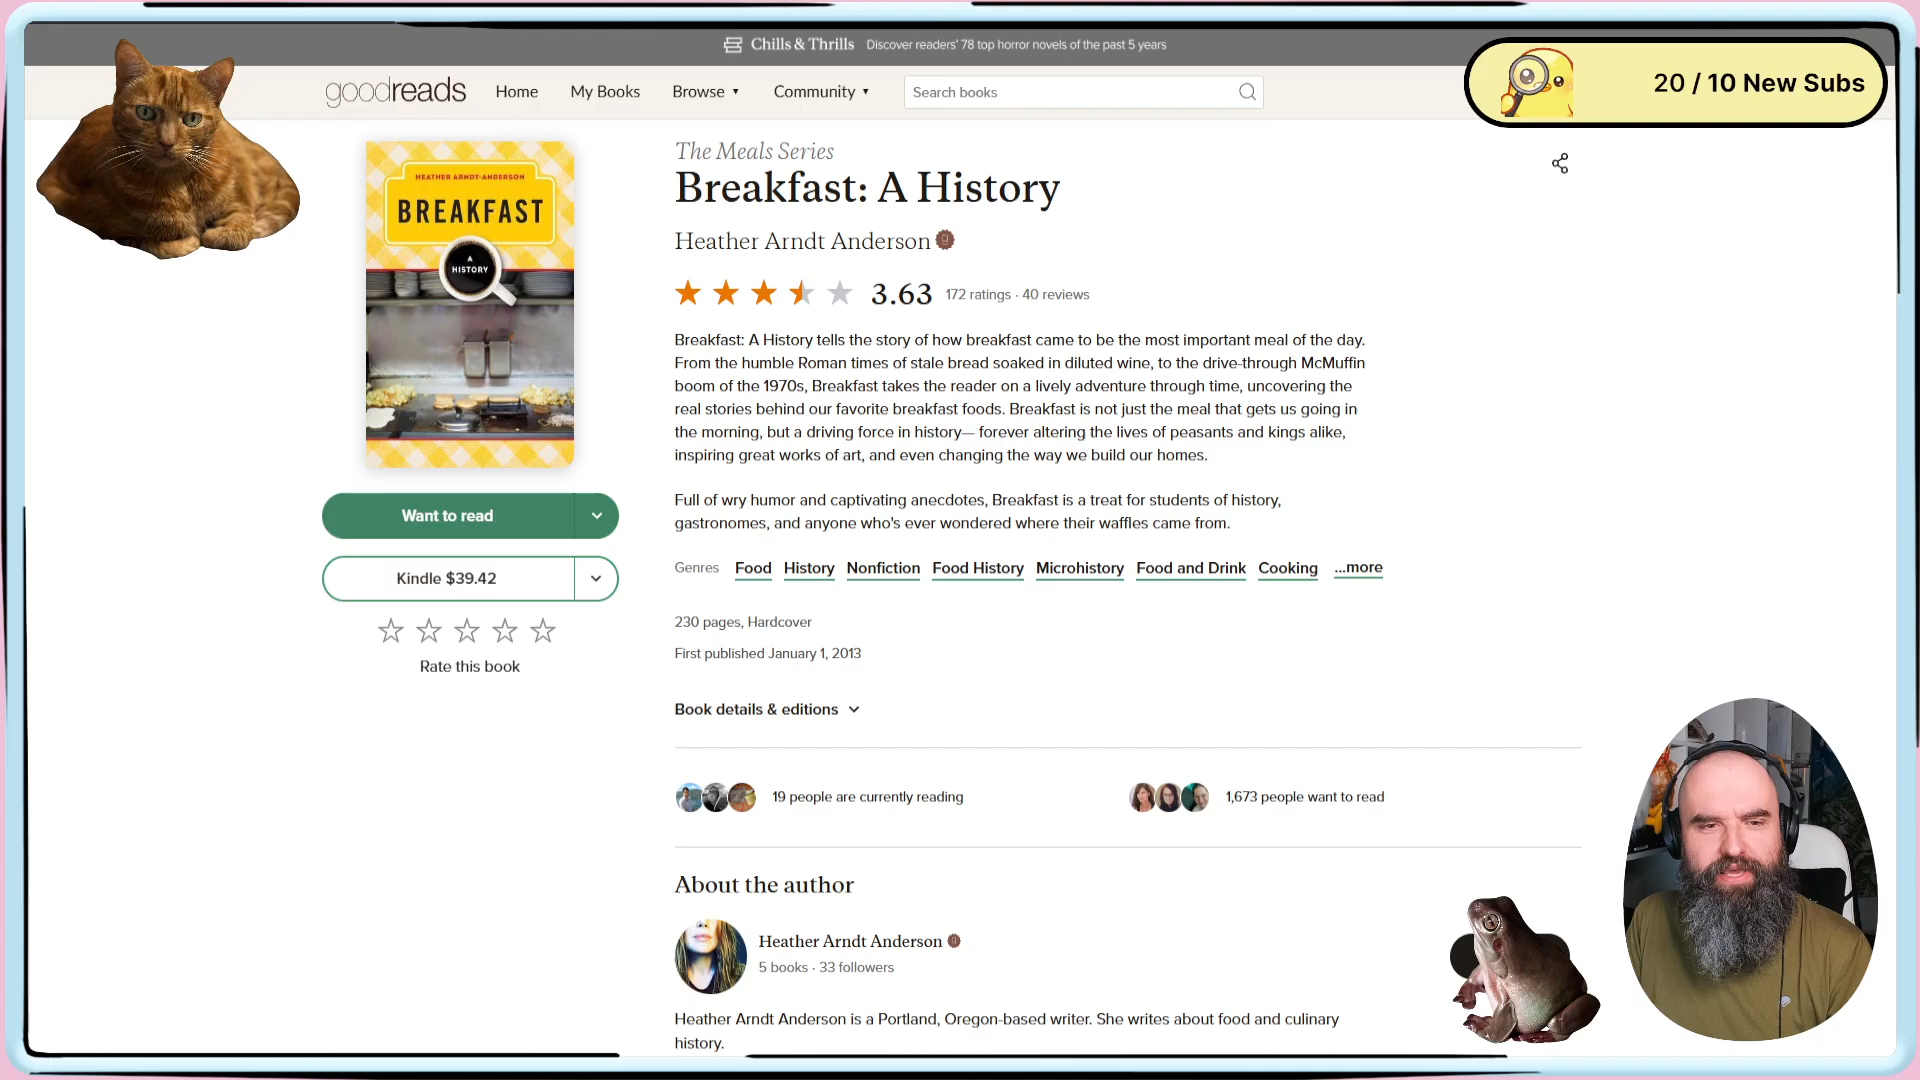 Chills & Thrills Discover readers' 78 top horror novels of the past 5 years
20 / 10 New Subs
goodreads Home My Books Browse ▼ Community ▼ Search books
HEATHER ARNDT-ANDERSON
BREAKFAST
A
HISTORY
The Meals Series
Breakfast: A History
Heather Arndt Anderson
3.63 172 ratings · 40 reviews
Breakfast: A History tells the story of how breakfast came to be the most important meal of the day.
From the humble Roman times of stale bread soaked in diluted wine, to the drive-through McMuffin
boom of the 1970s, Breakfast takes the reader on a lively adventure through time, uncovering the
real stories behind our favorite breakfast foods. Breakfast is not just the meal that gets us going in
the morning, but a driving force in history— forever altering the lives of peasants and kings alike,
inspiring great works of art, and even changing the way we build our homes.
Full of wry humor and captivating anecdotes, Breakfast is a treat for students of history,
gastronomes, and anyone who's ever wondered where their waffles came from.
Want to read
Kindle $39.42
Rate this book
Genres Food History Nonfiction Food History Microhistory Food and Drink Cooking ...more
230 pages, Hardcover
First published January 1, 2013
Book details & editions
19 people are currently reading
1,673 people want to read
About the author
Heather Arndt Anderson
5 books · 33 followers
Heather Arndt Anderson is a Portland, Oregon-based writer. She writes about food and culinary
history.